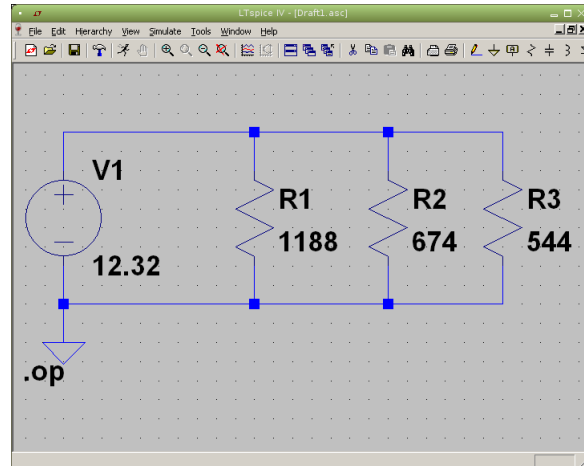 LTspice IV - [Draft1.asc]
File Edit Hierarchy View Simulate Tools Window Help
V1
R1 R2 R3
1188 674 544
12.32
.op